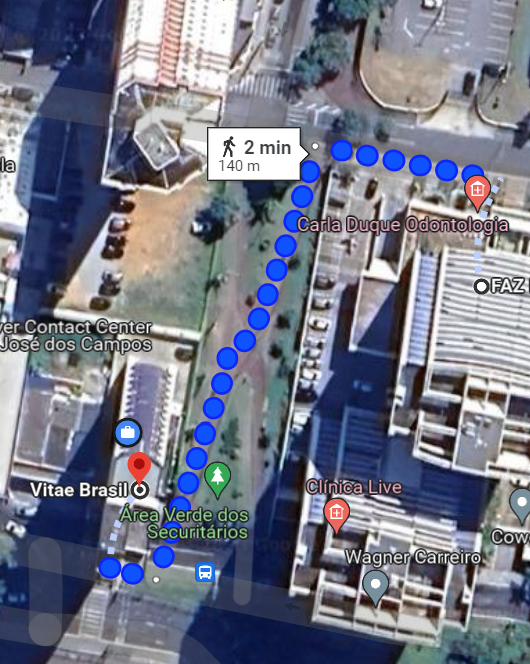 2 min
140 m
la
Carla Duque Odontologia
FAZ
ver Contact Center
José dos Campos
Vitae Brasil
Área Verde dos
Securitários
Clínica Live
Wagner Carreiro
Cow